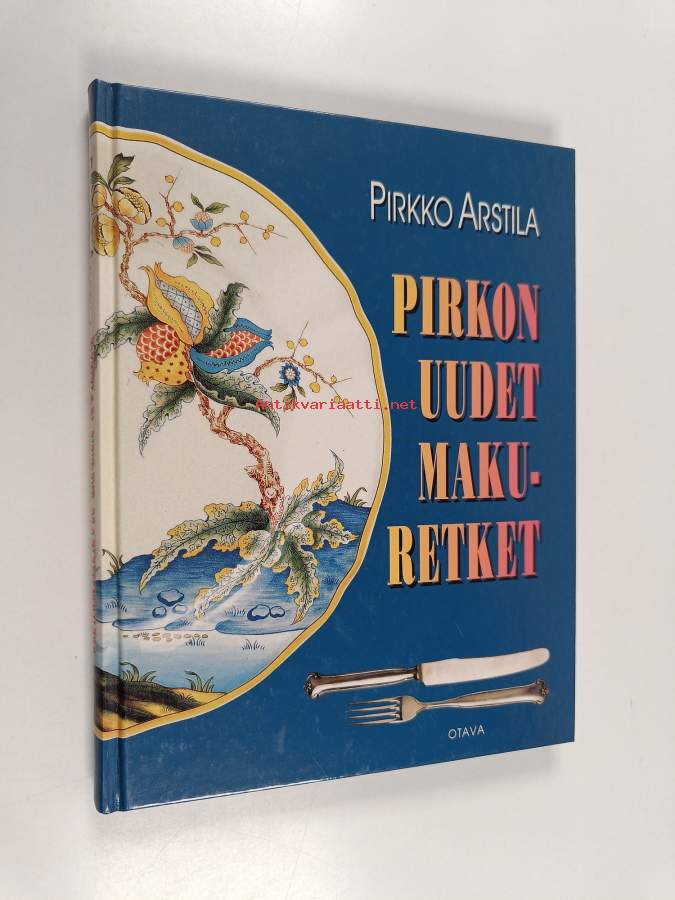 PIRKKO ARSTILA
PIRKON
UUDET
MAKU-
RETKET
antikvariaatti.net
OTAVA